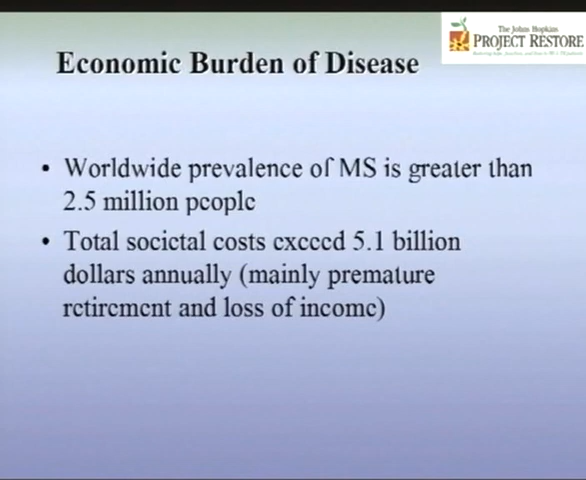 The Johns Hopkins
PROJECT RESTORE
Economic Burden of Disease
• Worldwide prevalence of MS is greater than
2.5 million people
• Total societal costs exceed 5.1 billion
dollars annually (mainly premature
retirement and loss of income)